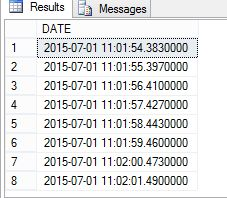 Results Messages
DATE
1 2015-07-01 11:01:54.3830000
2 2015-07-01 11:01:55.3970000
3 2015-07-01 11:01:56.4100000
4 2015-07-01 11:01:57.4270000
5 2015-07-01 11:01:58.4430000
6 2015-07-01 11:01:59.4600000
7 2015-07-01 11:02:00.4730000
8 2015-07-01 11:02:01.4900000